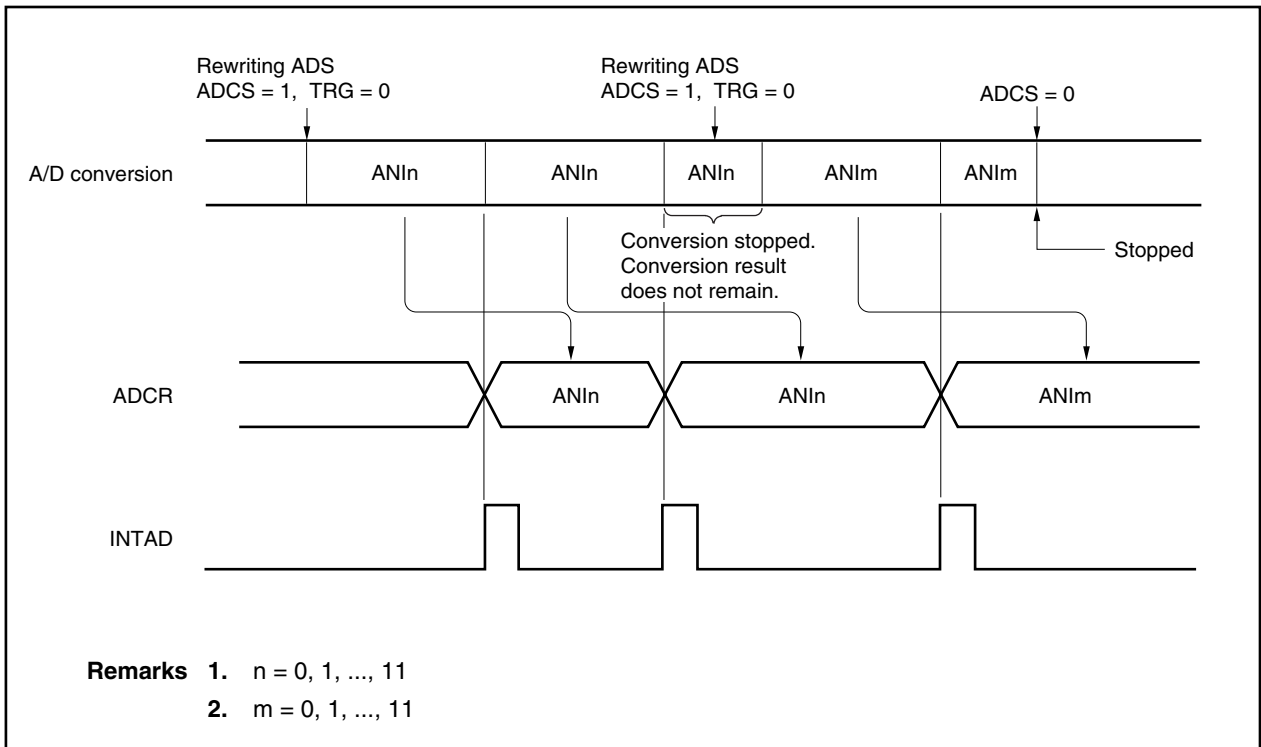 Rewriting ADS
ADCS = 1, TRG = 0
Rewriting ADS
ADCS = 1, TRG = 0
ADCS = 0
A/D conversion
ANIn
ANIn
ANIn
ANIm
ANIm
Conversion stopped.
Conversion result
does not remain.
Stopped
ADCR
ANIn
ANIn
ANIm
INTAD
Remarks 1. n = 0, 1, ..., 11
2. m = 0, 1, ..., 11